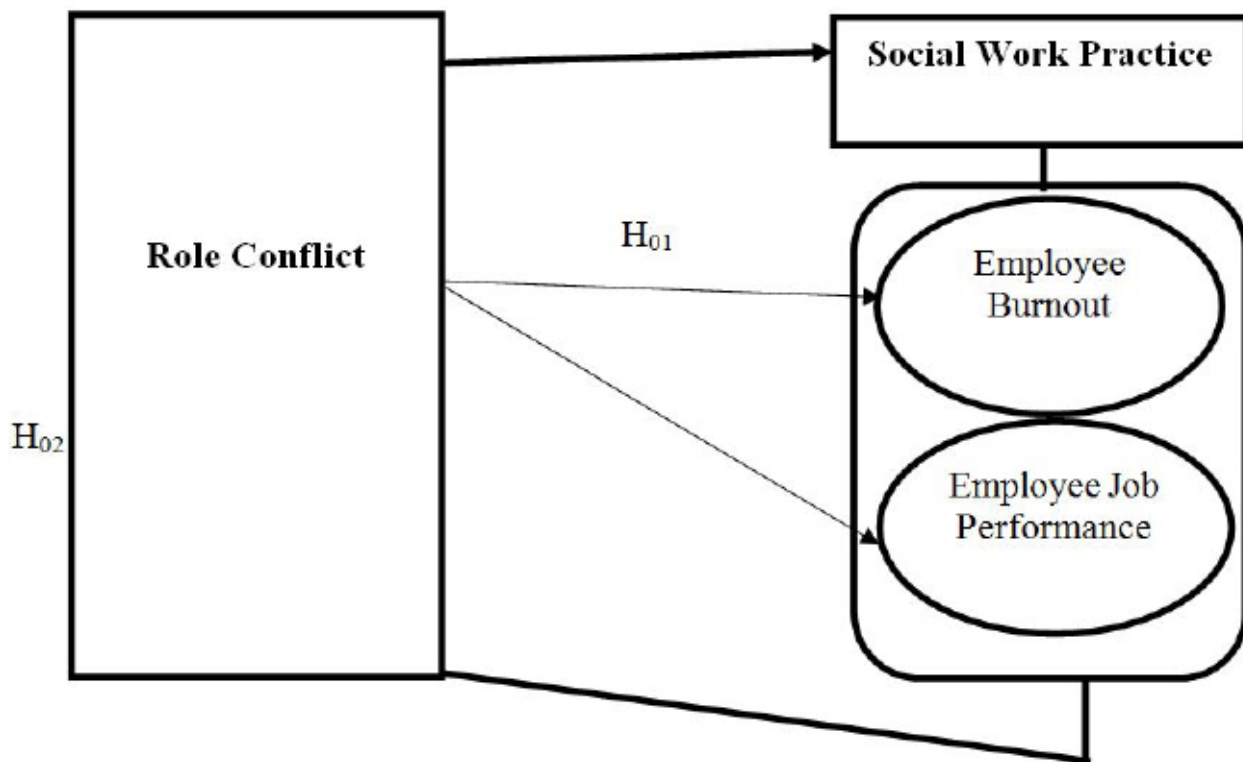 Social Work Practice
Role Conflict
H₀₁
Employee
Burnout
H₀₂
Employee Job
Performance